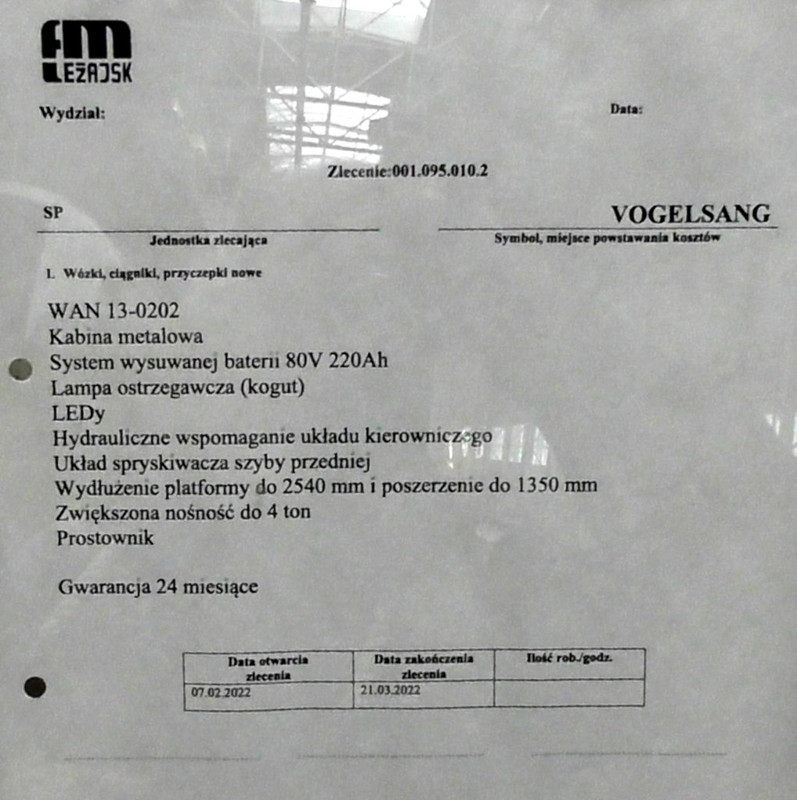 FM
LEŻAJSK
Wydział:
Data:
Zlecenie:001.095.010.2
SP
VOGELSANG
Jednostka zlecająca
Symbol, miejsce powstawania kosztów
1. Wózki, ciągniki, przyczepki nowe
WAN 13-0202
Kabina metalowa
System wysuwanej baterii 80V 220Ah
Lampa ostrzegawcza (kogut)
LEDy
Hydrauliczne wspomaganie układu kierowniczego
Układ spryskiwacza szyby przedniej
Wydłużenie platformy do 2540 mm i poszerzenie do 1350 mm
Zwiększona nośność do 4 ton
Prostownik
Gwarancja 24 miesiące
Data otwarcia zlecenia
Data zakończenia zlecenia
Ilość rob./godz.
07.02.2022
21.03.2022